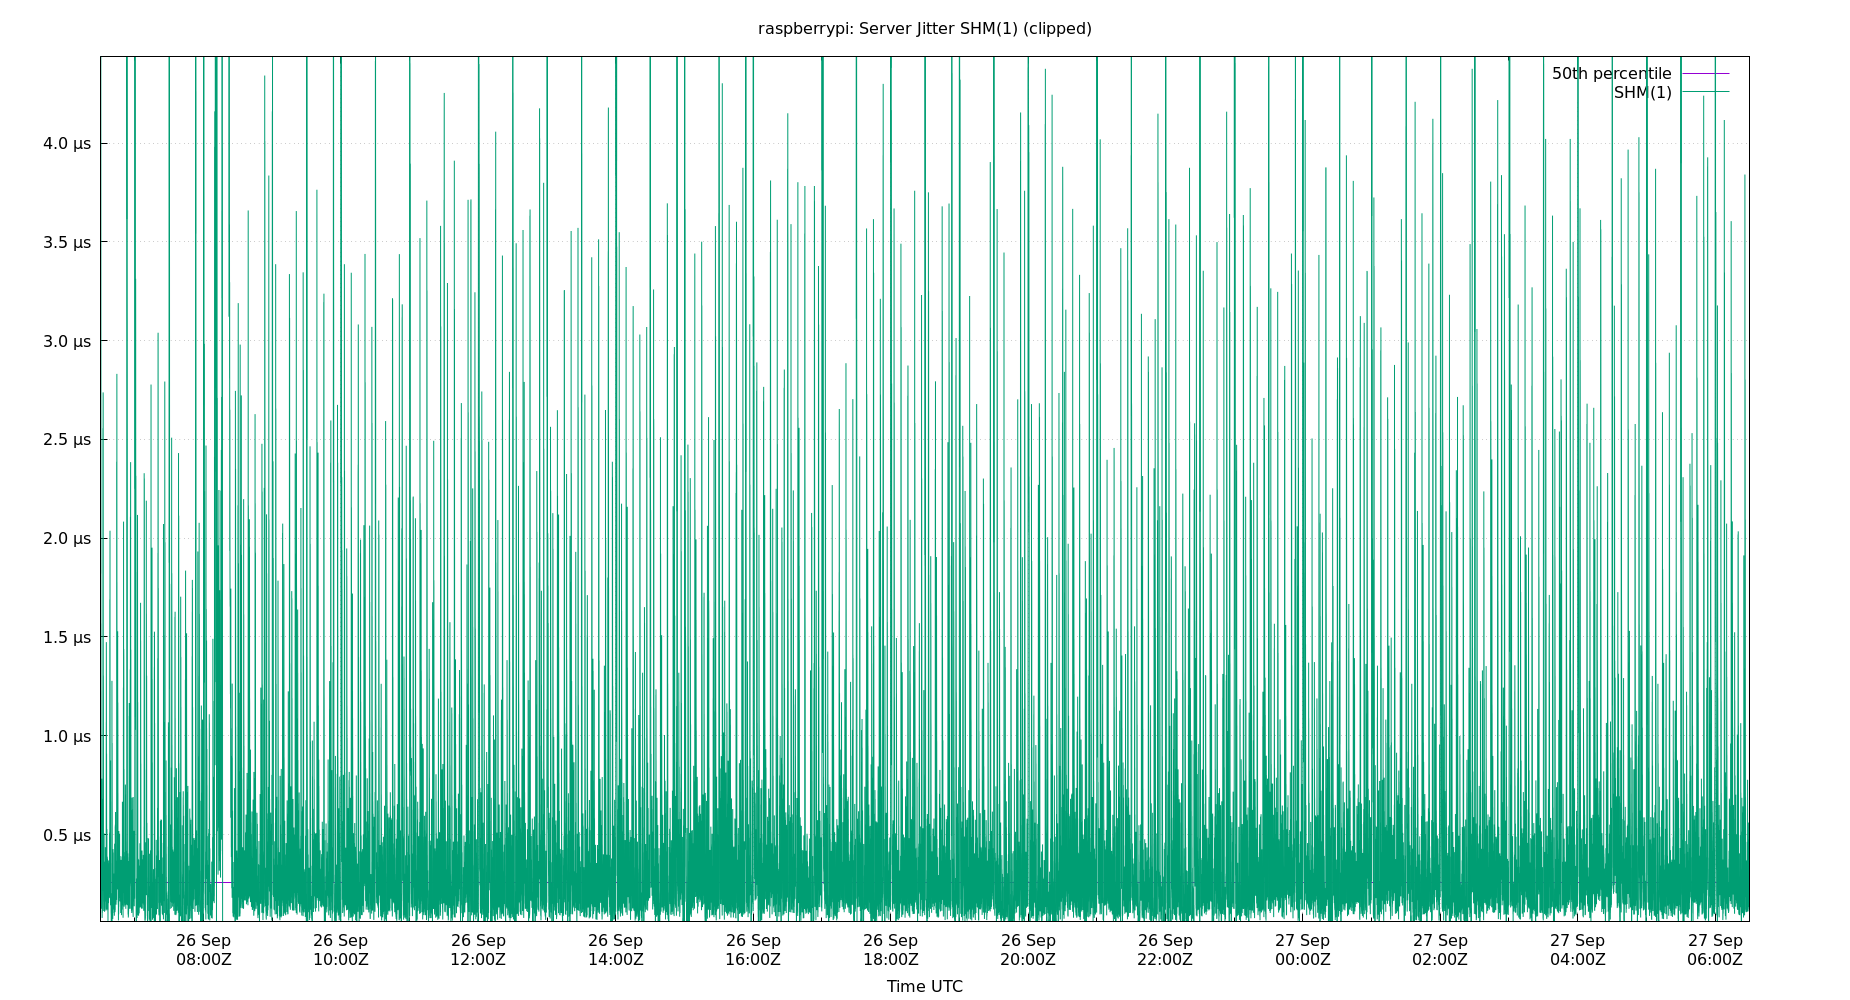 raspberrypi: Server Jitter SHM(1) (clipped)
50th percentile
SHM(1)
4.0 µs
3.5 µs
3.0 µs
2.5 µs
2.0 µs
1.5 µs
1.0 µs
0.5 µs
26 Sep 26 Sep 26 Sep 26 Sep 26 Sep 26 Sep 26 Sep 26 Sep 27 Sep 27 Sep 27 Sep 27 Sep
08:00Z 10:00Z 12:00Z 14:00Z 16:00Z 18:00Z 20:00Z 22:00Z 00:00Z 02:00Z 04:00Z 06:00Z
Time UTC